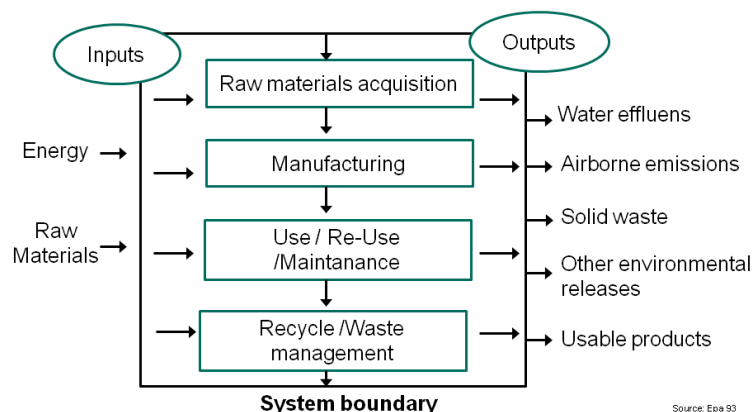 Inputs
Outputs
Raw materials acquisition
Water effluens
Energy
Manufacturing
Airborne emissions
Solid waste
Raw
Materials
Use / Re-Use
/Maintanance
Other environmental
releases
Recycle /Waste
management
Usable products
System boundary
Source: Epa 93